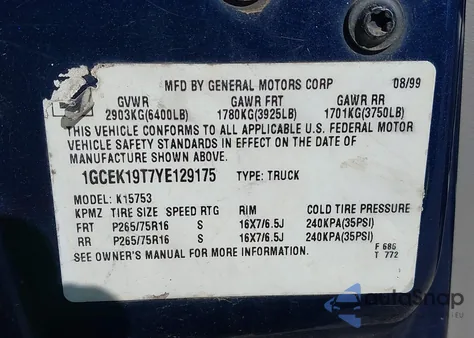 MFD BY GENERAL MOTORS CORP 08/99
GVWR GAWR FRT GAWR RR
2903KG(6400LB) 1780KG(3925LB) 1701KG(3750LB)
THIS VEHICLE CONFORMS TO ALL APPLICABLE U.S. FEDERAL MOTOR
VEHICLE SAFETY STANDARDS IN EFFECT ON THE DATE OF
MANUFACTURE SHOWN ABOVE.
1GCEK19T7YE129175 TYPE: TRUCK
MODEL: K15753
KPMZ TIRE SIZE SPEED RTG RIM COLD TIRE PRESSURE
FRT P265/75R16 S 16X7/6.5J 240KPA(35PSI)
RR P265/75R16 S 16X7/6.5J 240KPA(35PSI)
SEE OWNER'S MANUAL FOR MORE INFORMATION.
F 686
T 772
AutoSnap